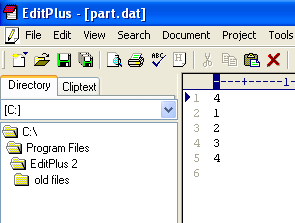 EditPlus - [part.dat]
File Edit View Search Document Project Tools
Directory Cliptext
[C:]
C:\
Program Files
EditPlus 2
old files
----+-----1-
1 4
2 1
3 2
4 3
5 4
6